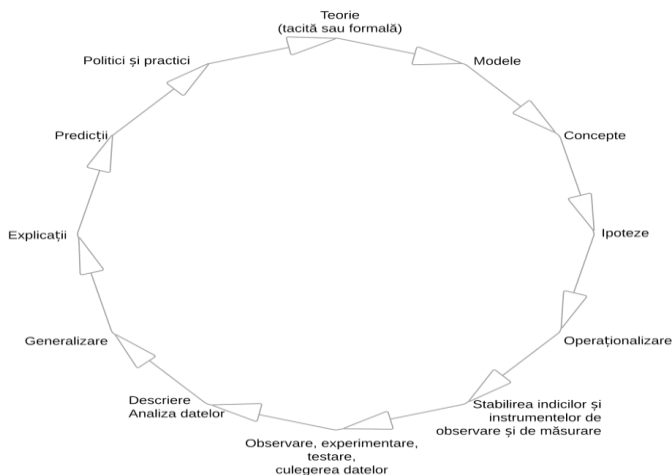 Teorie
(tacită sau formală)
Modele
Concepte
Ipoteze
Operaționalizare
Stabilirea indicilor și
instrumentelor de
observare și de măsurare
Observare, experimentare,
testare,
culegerea datelor
Descriere
Analiza datelor
Generalizare
Explicații
Predicții
Politici și practici